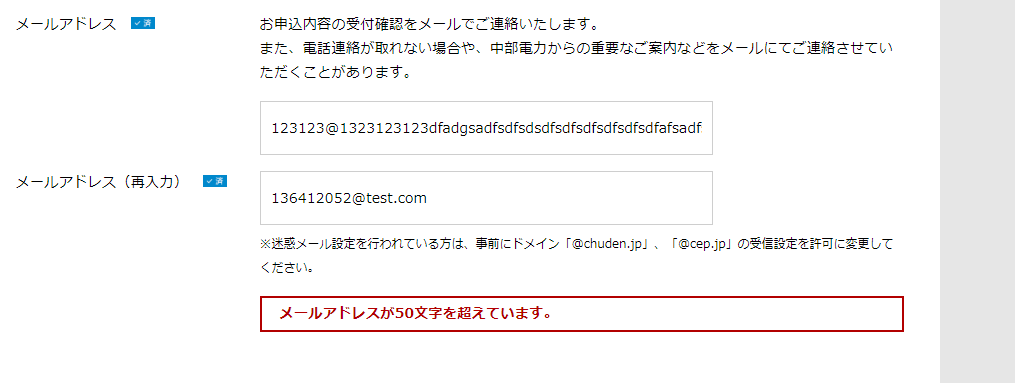 メールアドレス ✓ 済
お申込内容の受付確認をメールでご連絡いたします。
また、電話連絡が取れない場合や、中部電力からの重要なご案内などをメールにてご連絡させてい
ただくことがあります。
123123@1323123123dfadgsadfsdfsdsdfsdfsdfsdfsdfsdfafsadf
メールアドレス（再入力） ✓ 済
136412052@test.com
※迷惑メール設定を行われている方は、事前にドメイン「@chuden.jp」、「@cep.jp」の受信設定を許可に変更して
ください。
メールアドレスが50文字を超えています。